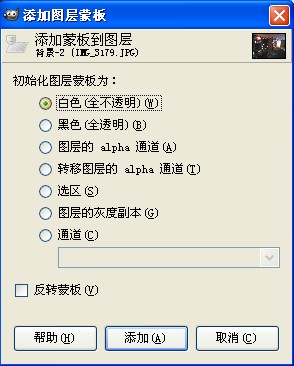 添加图层蒙板
添加蒙板到图层
背景-2 (IMG_3179.JPG)
初始化图层蒙板为:
白色(全不透明)(W)
黑色(全透明)(B)
图层的 alpha 通道(A)
转移图层的 alpha 通道(T)
选区(S)
图层的灰度副本(G)
通道(C)
反转蒙板(V)
帮助(H)
添加(A)
取消(C)